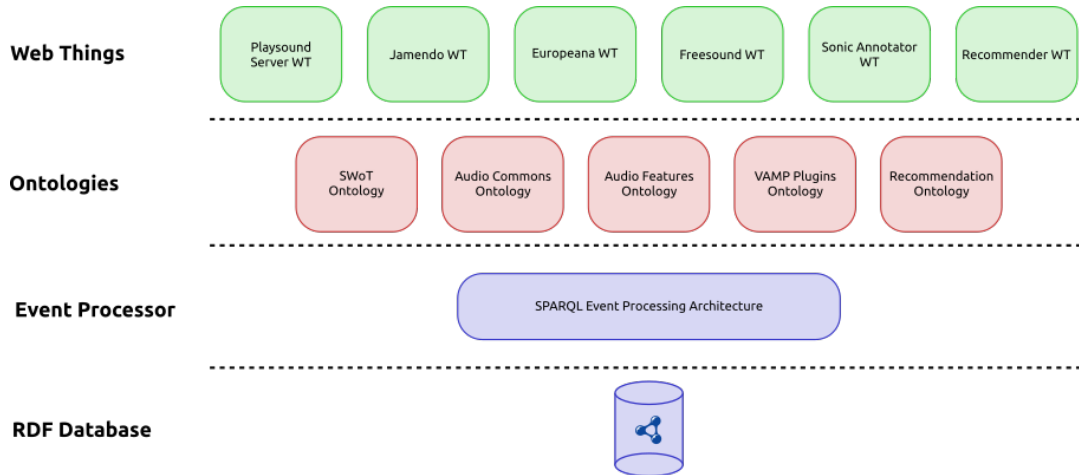 Web Things
Playsound
Server WT
Jamendo WT
Europeana WT
Freesound WT
Sonic Annotator
WT
Recommender WT
Ontologies
SWoT
Ontology
Audio Commons
Ontology
Audio Features
Ontology
VAMP Plugins
Ontology
Recommendation
Ontology
Event Processor
SPARQL Event Processing Architecture
RDF Database